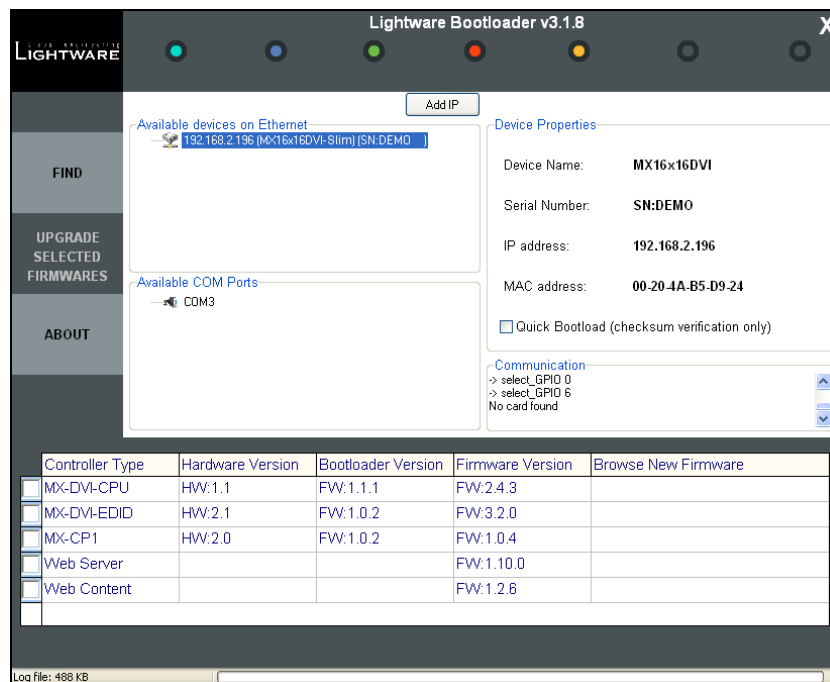 Lightware Bootloader v3.1.8
X
LIGHTWARE
Add IP
Available devices on Ethernet
192.168.2.196 (MX16x16DVI-Slim) (SN:DEMO )
Device Properties
Device Name: MX16x16DVI
Serial Number: SN:DEMO
IP address: 192.168.2.196
MAC address: 00-20-4A-B5-D9-24
Quick Bootload (checksum verification only)
FIND
UPGRADE
SELECTED
FIRMWARES
ABOUT
Available COM Ports
COM3
Communication
-> select_GPIO 0
-> select_GPIO 6
No card found
Controller Type Hardware Version Bootloader Version Firmware Version Browse New Firmware
MX-DVI-CPU HW:1.1 FW:1.1.1 FW:2.4.3
MX-DVI-EDID HW:2.1 FW:1.0.2 FW:3.2.0
MX-CP1 HW:2.0 FW:1.0.2 FW:1.0.4
Web Server FW:1.10.0
Web Content FW:1.2.6
Log file: 488 KB